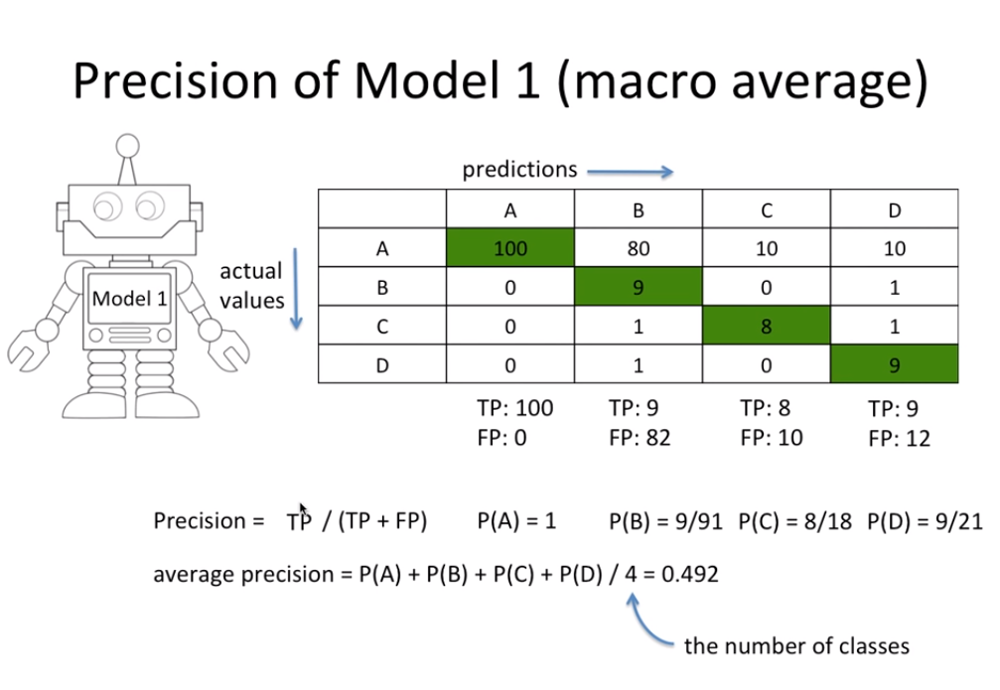 Precision of Model 1 (macro average)
predictions
A B C D
A 100 80 10 10
B 0 9 0 1
C 0 1 8 1
D 0 1 0 9
actual
values
Model 1
TP: 100 TP: 9 TP: 8 TP: 9
FP: 0 FP: 82 FP: 10 FP: 12
Precision = TP / (TP + FP) P(A) = 1 P(B) = 9/91 P(C) = 8/18 P(D) = 9/21
average precision = P(A) + P(B) + P(C) + P(D) / 4 = 0.492
the number of classes